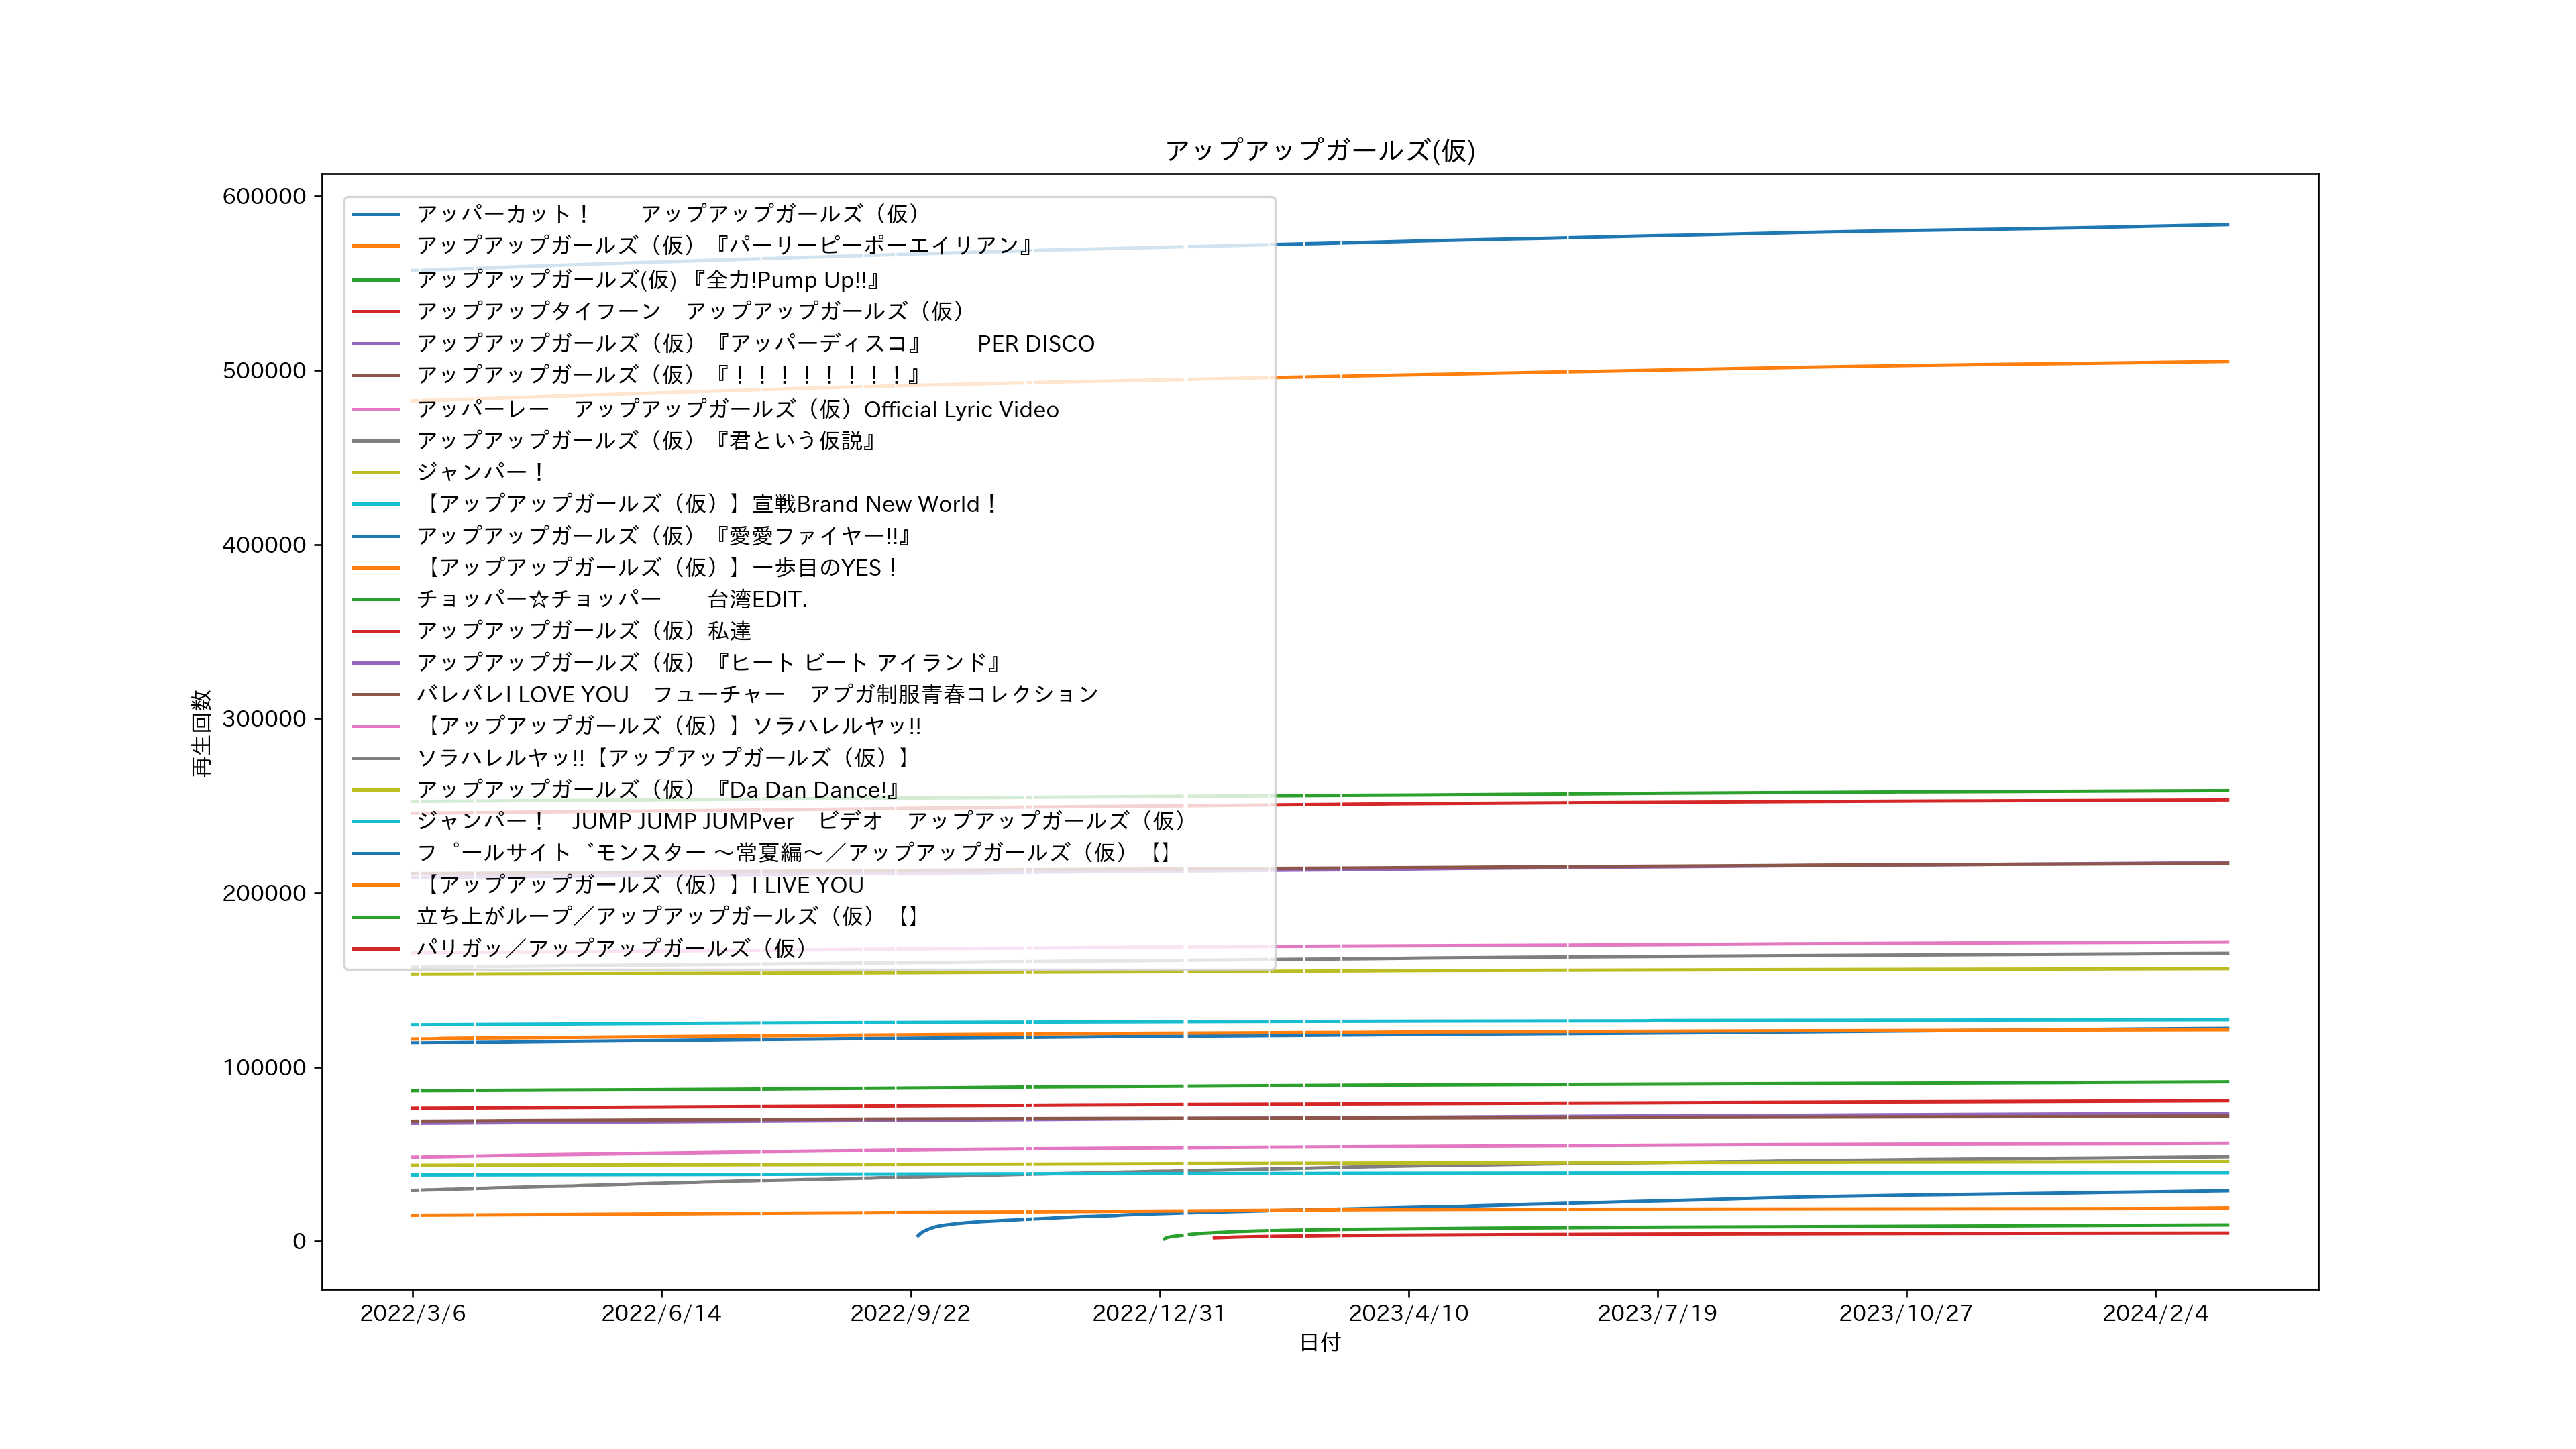 アップアップガールズ(仮)
600000
500000
400000
300000
200000
100000
0
再生回数
アッパーカット！　　アップアップガールズ（仮）
アップアップガールズ（仮）『パーリーピーポーエイリアン』
アップアップガールズ(仮) 『全力!Pump Up!!』
アップアップタイフーン　アップアップガールズ（仮）
アップアップガールズ（仮）『アッパーディスコ』　　PER DISCO
アップアップガールズ（仮）『！！！！！！！！』
アッパーレー　アップアップガールズ（仮）Official Lyric Video
アップアップガールズ（仮）『君という仮説』
ジャンパー！
【アップアップガールズ（仮）】宣戦Brand New World！
アップアップガールズ（仮）『愛愛ファイヤー!!』
【アップアップガールズ（仮）】一歩目のYES！
チョッパー☆チョッパー　　台湾EDIT.
アップアップガールズ（仮）私達
アップアップガールズ（仮）『ヒート ビート アイランド』
バレバレI LOVE YOU　フューチャー　アプガ制服青春コレクション
【アップアップガールズ（仮）】ソラハレルヤッ!!
ソラハレルヤッ!!【アップアップガールズ（仮）】
アップアップガールズ（仮）『Da Dan Dance!』
ジャンパー！　JUMP JUMP JUMPver　ビデオ　アップアップガールズ（仮）
フ゜ールサイト゛モンスター ～常夏編～／アップアップガールズ（仮）【】
【アップアップガールズ（仮）】I LIVE YOU
立ち上がループ／アップアップガールズ（仮）【】
パリガッ／アップアップガールズ（仮）
2022/3/6 2022/6/14 2022/9/22 2022/12/31 2023/4/10 2023/7/19 2023/10/27 2024/2/4
日付